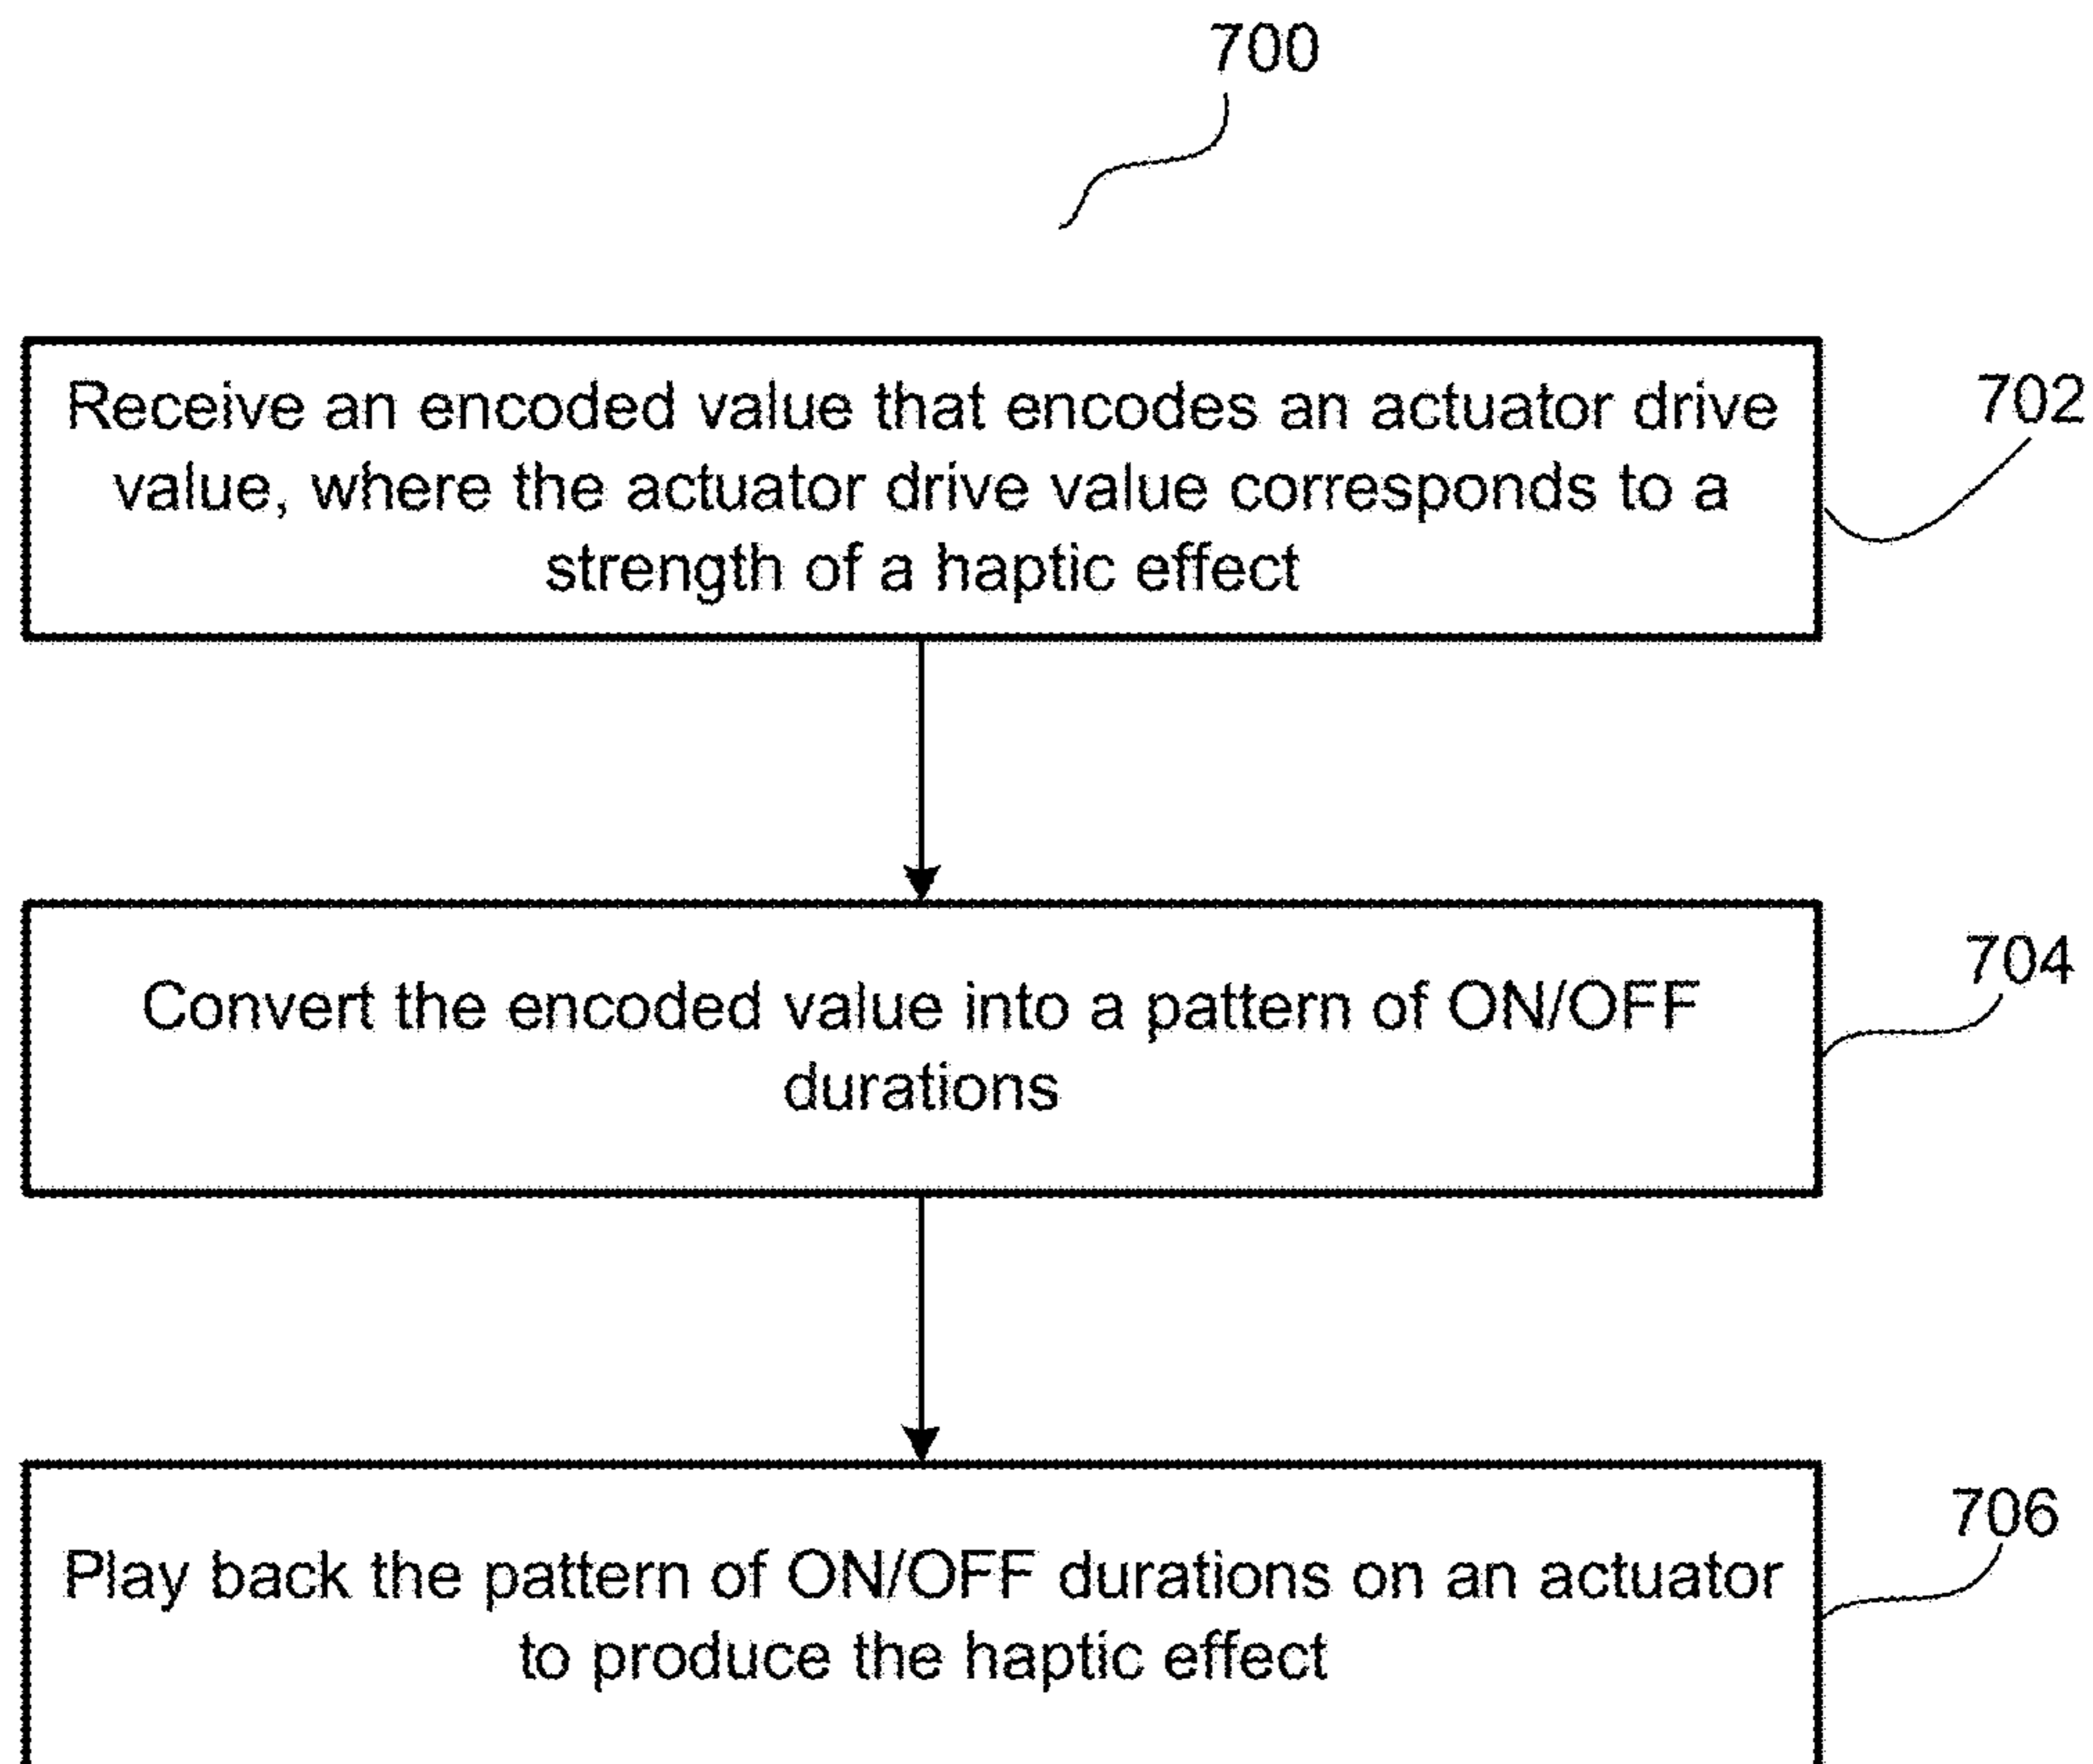 700
Receive an encoded value that encodes an actuator drive
value, where the actuator drive value corresponds to a
strength of a haptic effect
702
Convert the encoded value into a pattern of ON/OFF
durations
704
Play back the pattern of ON/OFF durations on an actuator
to produce the haptic effect
706